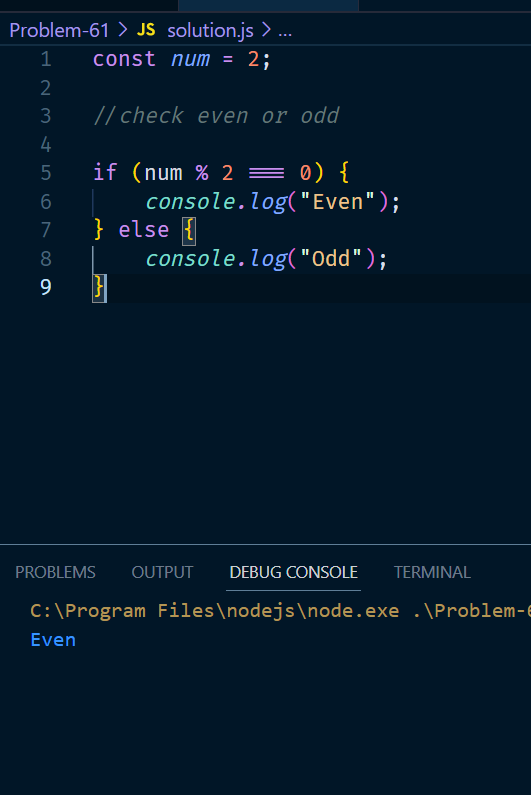 Problem-61 > JS solution.js > ...
1 const num = 2;
2
3 //check even or odd
4
5 if (num % 2 === 0) {
6 console.log("Even");
7 } else {
8 console.log("Odd");
9 }
PROBLEMS OUTPUT DEBUG CONSOLE TERMINAL
C:\Program Files\nodejs\node.exe .\Problem-6
Even